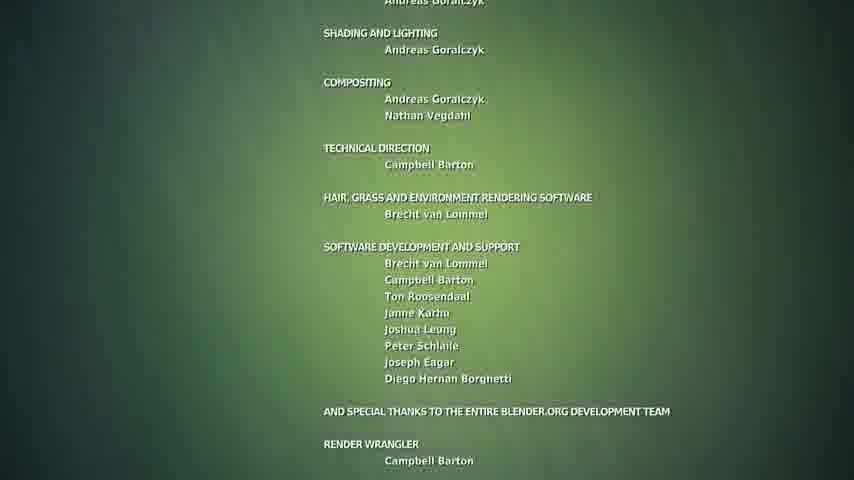 Andreas Goralczyk
SHADING AND LIGHTING
Andreas Goralczyk
COMPOSITING
Andreas Goralczyk
Nathan Vegdahl
TECHNICAL DIRECTION
Campbell Barton
HAIR, GRASS AND ENVIRONMENT RENDERING SOFTWARE
Brecht van Lommel
SOFTWARE DEVELOPMENT AND SUPPORT
Brecht van Lommel
Campbell Barton
Ton Roosendaal
Janne Karhu
Joshua Leung
Peter Schlaile
Joseph Eagar
Diego Hernan Borghetti
AND SPECIAL THANKS TO THE ENTIRE BLENDER.ORG DEVELOPMENT TEAM
RENDER WRANGLER
Campbell Barton